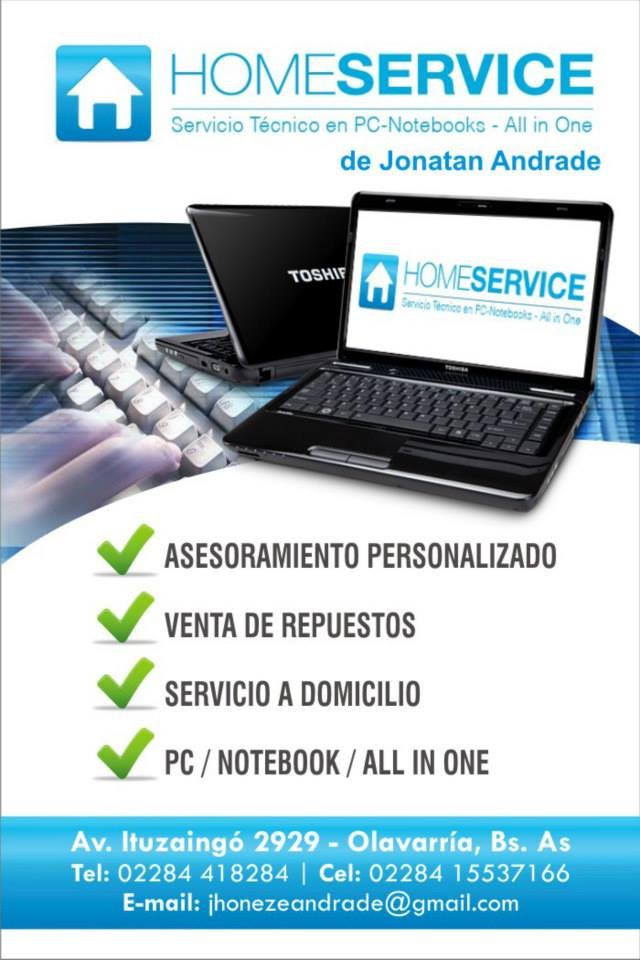 HOMESERVICE
Servicio Técnico en PC-Notebooks - All in One
de Jonatan Andrade
TOSHIB
HOMESERVICE
Servicio Técnico en PC-Notebooks - All in One
TOSHIBA
ASESORAMIENTO PERSONALIZADO
VENTA DE REPUESTOS
SERVICIO A DOMICILIO
PC / NOTEBOOK / ALL IN ONE
Av. Ituzaingó 2929 - Olavarría, Bs. As
Tel: 02284 418284 | Cel: 02284 15537166
E-mail: jhonezeandrade@gmail.com